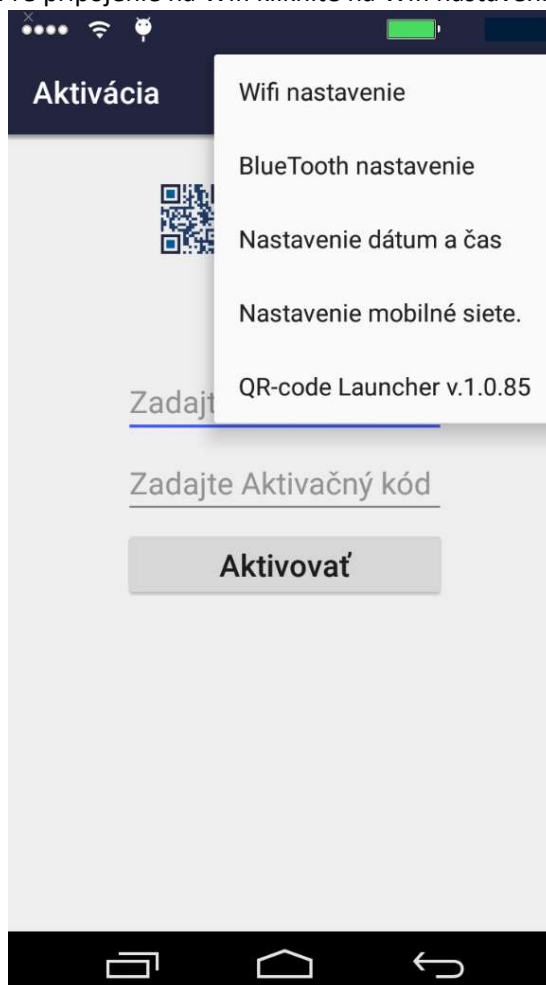 Aktivácia
Wifi nastavenie
BlueTooth nastavenie
Nastavenie dátum a čas
Nastavenie mobilné siete.
QR-code Launcher v.1.0.85
Zadajt
Zadajte Aktivačný kód
Aktivovať